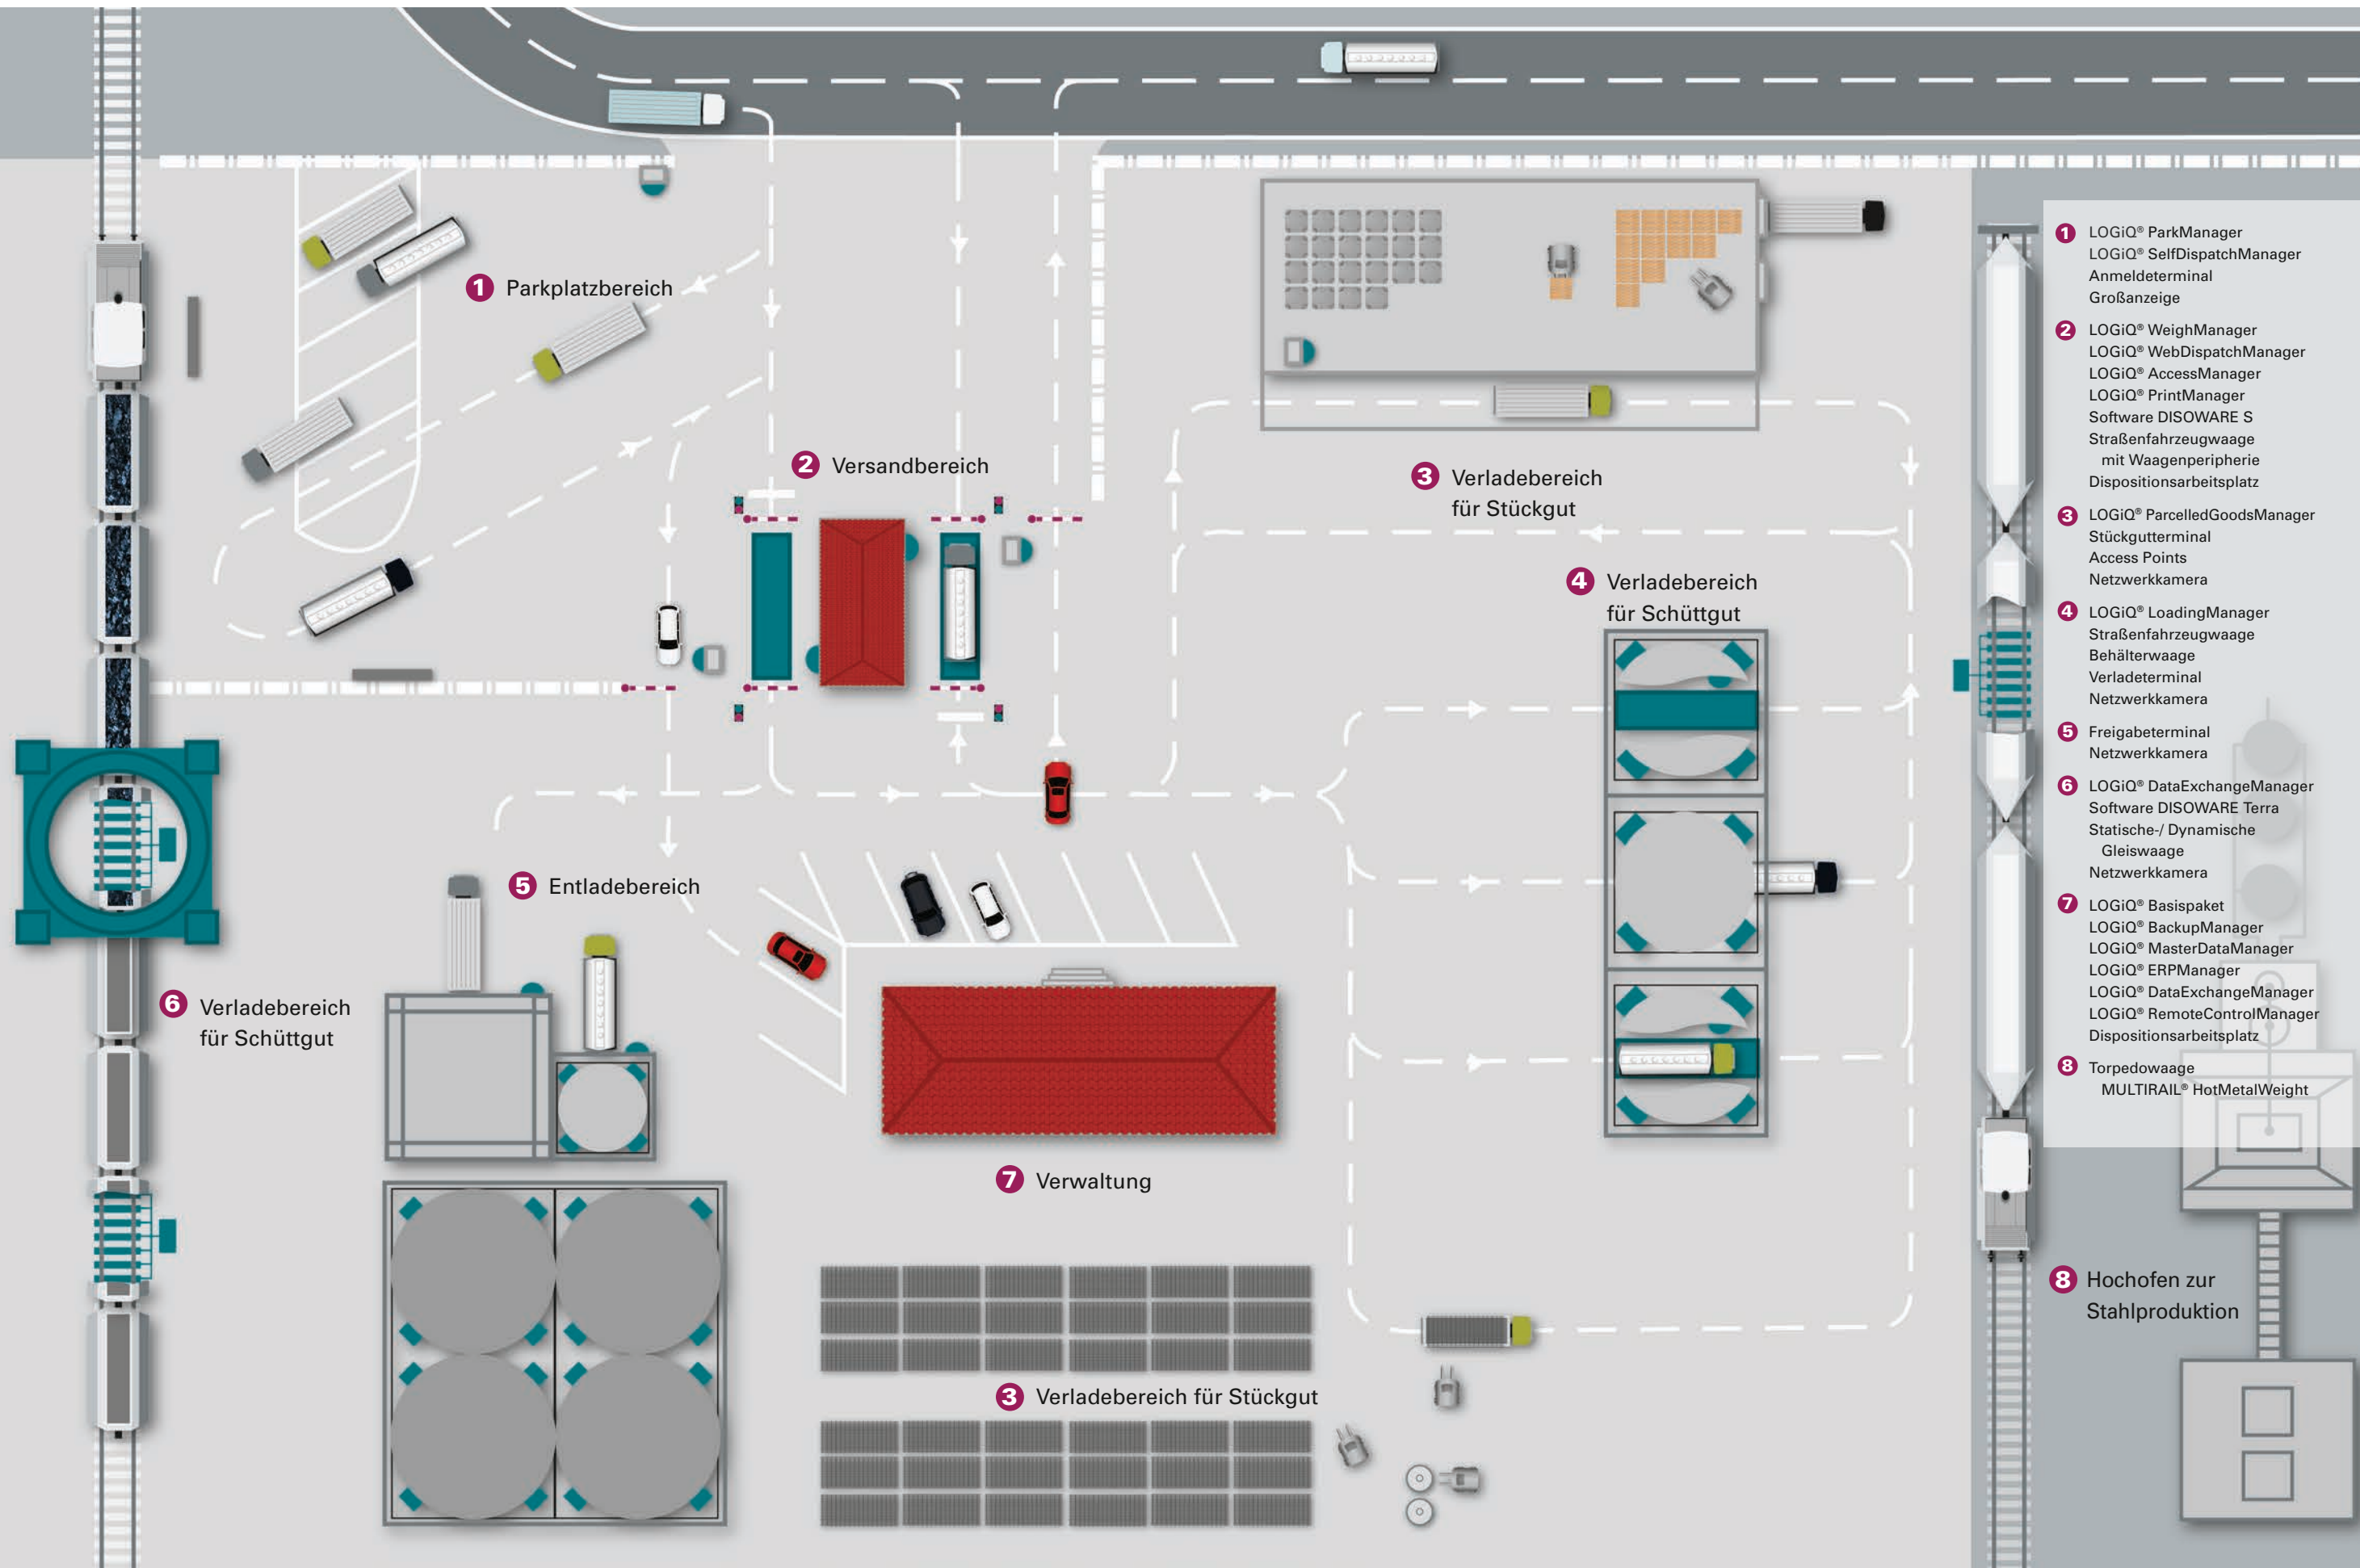 1 Parkplatzbereich
2 Versandbereich
3 Verladebereich
für Stückgut
4 Verladebereich
für Schüttgut
5 Entladebereich
6 Verladebereich
für Schüttgut
7 Verwaltung
3 Verladebereich für Stückgut
8 Hochofen zur
Stahlproduktion
1 LOGiQ® ParkManager
LOGiQ® SelfDispatchManager
Anmeldeterminal
Großanzeige
2 LOGiQ® WeighManager
LOGiQ® WebDispatchManager
LOGiQ® AccessManager
LOGiQ® PrintManager
Software DISOWARE S
Straßenfahrzeugwaage
mit Waagenperipherie
Dispositionsarbeitsplatz
3 LOGiQ® ParcelledGoodsManager
Stückgutterminal
Access Points
Netzwerkkamera
4 LOGiQ® LoadingManager
Straßenfahrzeugwaage
Behälterwaage
Verladeterminal
Netzwerkkamera
5 Freigabeterminal
Netzwerkkamera
6 LOGiQ® DataExchangeManager
Software DISOWARE Terra
Statische-/ Dynamische
Gleiswaage
Netzwerkkamera
7 LOGiQ® Basispaket
LOGiQ® BackupManager
LOGiQ® MasterDataManager
LOGiQ® ERPManager
LOGiQ® DataExchangeManager
LOGiQ® RemoteControlManager
Dispositionsarbeitsplatz
8 Torpedowaage
MULTIRAIL® HotMetalWeight